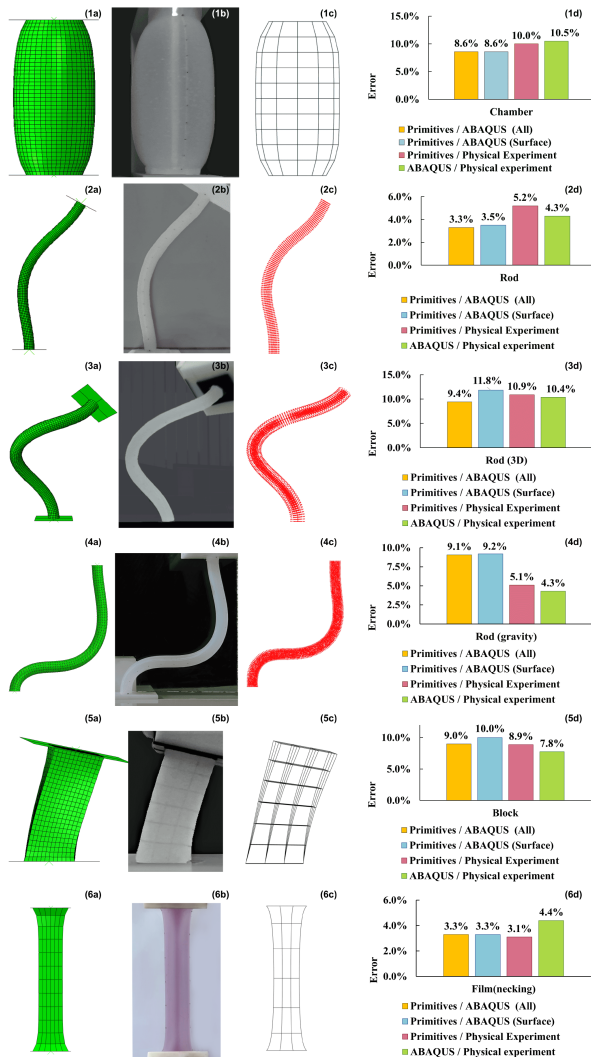 (1a)
(1b)
(1c)
(1d)
15.0%
10.0%
5.0%
0.0%
Error
8.6%
8.6%
10.0%
10.5%
Chamber
Primitives / ABAQUS (All)
Primitives / ABAQUS (Surface)
Primitives / Physical Experiment
ABAQUS / Physical experiment
(2a)
(2b)
(2c)
(2d)
6.0%
4.0%
2.0%
0.0%
Error
3.3%
3.5%
5.2%
4.3%
Rod
Primitives / ABAQUS (All)
Primitives / ABAQUS (Surface)
Primitives / Physical Experiment
ABAQUS / Physical experiment
(3a)
(3b)
(3c)
(3d)
15.0%
10.0%
5.0%
0.0%
Error
9.4%
11.8%
10.9%
10.4%
Rod (3D)
Primitives / ABAQUS (All)
Primitives / ABAQUS (Surface)
Primitives / Physical Experiment
ABAQUS / Physical experiment
(4a)
(4b)
(4c)
(4d)
10.0%
5.0%
0.0%
Error
9.1%
9.2%
5.1%
4.3%
Rod (gravity)
Primitives / ABAQUS (All)
Primitives / ABAQUS (Surface)
Primitives / Physical Experiment
ABAQUS / Physical experiment
(5a)
(5b)
(5c)
(5d)
10.0%
5.0%
0.0%
Error
9.0%
10.0%
8.9%
7.8%
Block
Primitives / ABAQUS (All)
Primitives / ABAQUS (Surface)
Primitives / Physical Experiment
ABAQUS / Physical experiment
(6a)
(6b)
(6c)
(6d)
6.0%
4.0%
2.0%
0.0%
Error
3.3%
3.3%
3.1%
4.4%
Film(necking)
Primitives / ABAQUS (All)
Primitives / ABAQUS (Surface)
Primitives / Physical Experiment
ABAQUS / Physical experiment